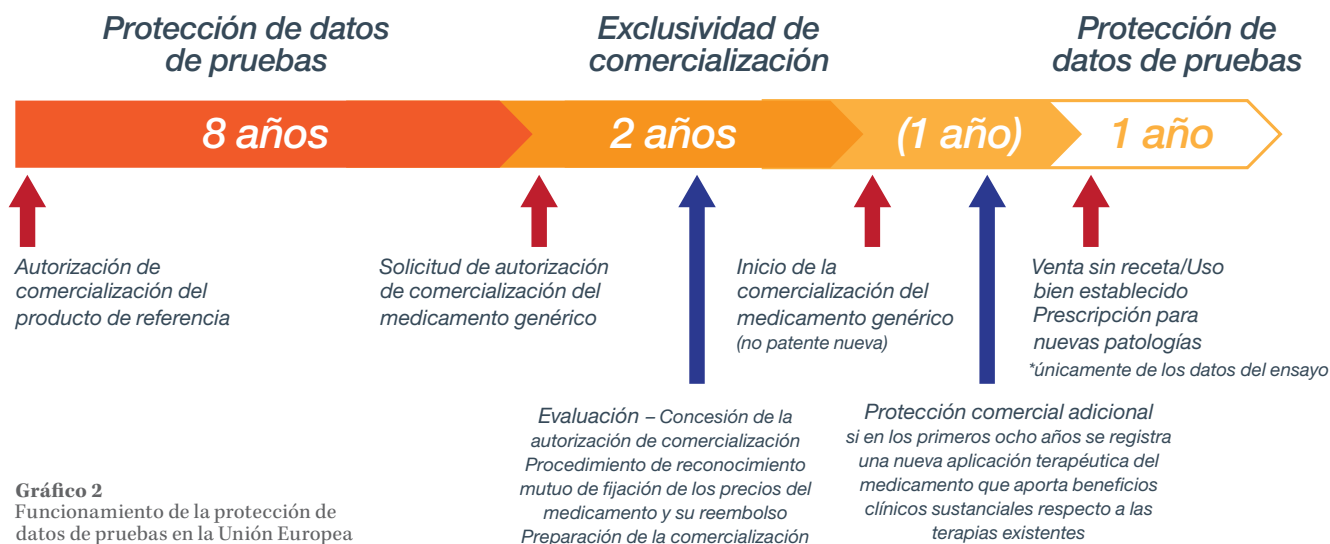 Protección de datos
de pruebas
Exclusividad de
comercialización
Protección de
datos de pruebas
8 años
2 años
(1 año)
1 año
Autorización de
comercialización del
producto de referencia
Solicitud de autorización
de comercialización del
medicamento genérico
Inicio de la
comercialización del
medicamento genérico
(no patente nueva)
Venta sin receta/Uso
bien establecido
Prescripción para
nuevas patologías
*únicamente de los datos del ensayo
Evaluación – Concesión de la
autorización de comercialización
Procedimiento de reconocimiento
mutuo de fijación de los precios del
medicamento y su reembolso
Preparación de la comercialización
Protección comercial adicional
si en los primeros ocho años se registra
una nueva aplicación terapéutica del
medicamento que aporta beneficios
clínicos sustanciales respecto a las
terapias existentes
Gráfico 2
Funcionamiento de la protección de
datos de pruebas en la Unión Europea